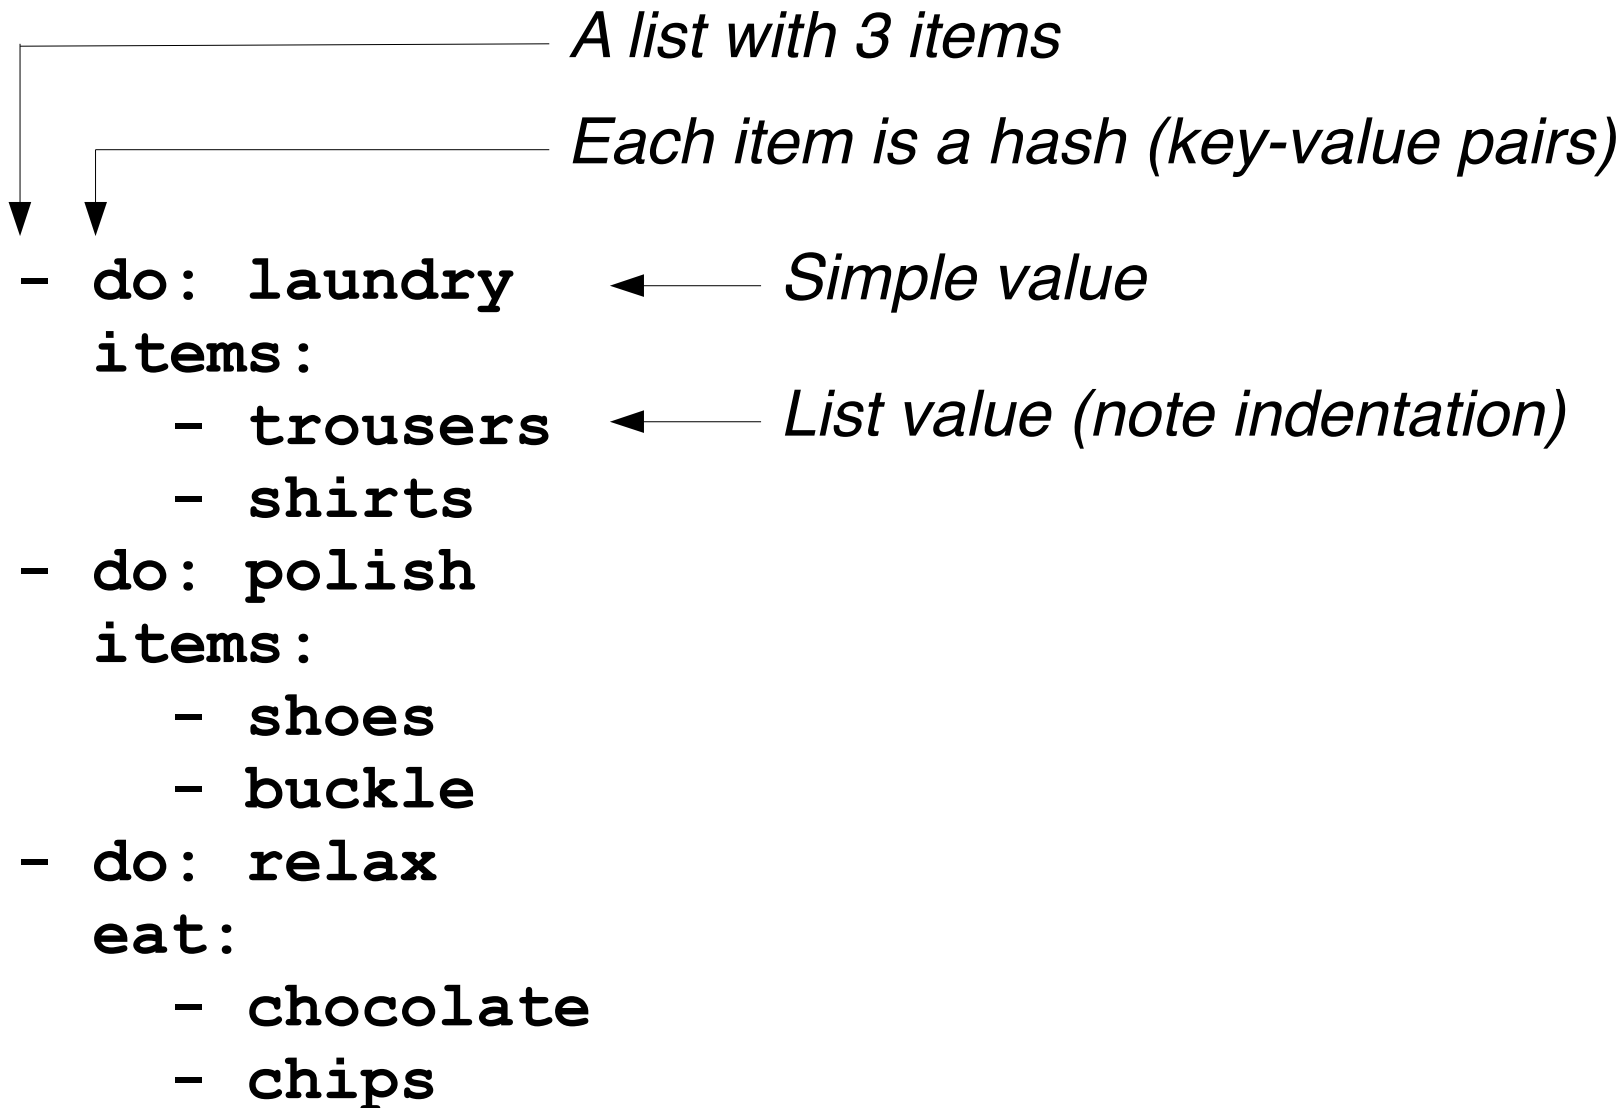 A list with 3 items
Each item is a hash (key-value pairs)
- do: laundry
Simple value
items:
- trousers
List value (note indentation)
- shirts
- do: polish
items:
- shoes
- buckle
- do: relax
eat:
- chocolate
- chips